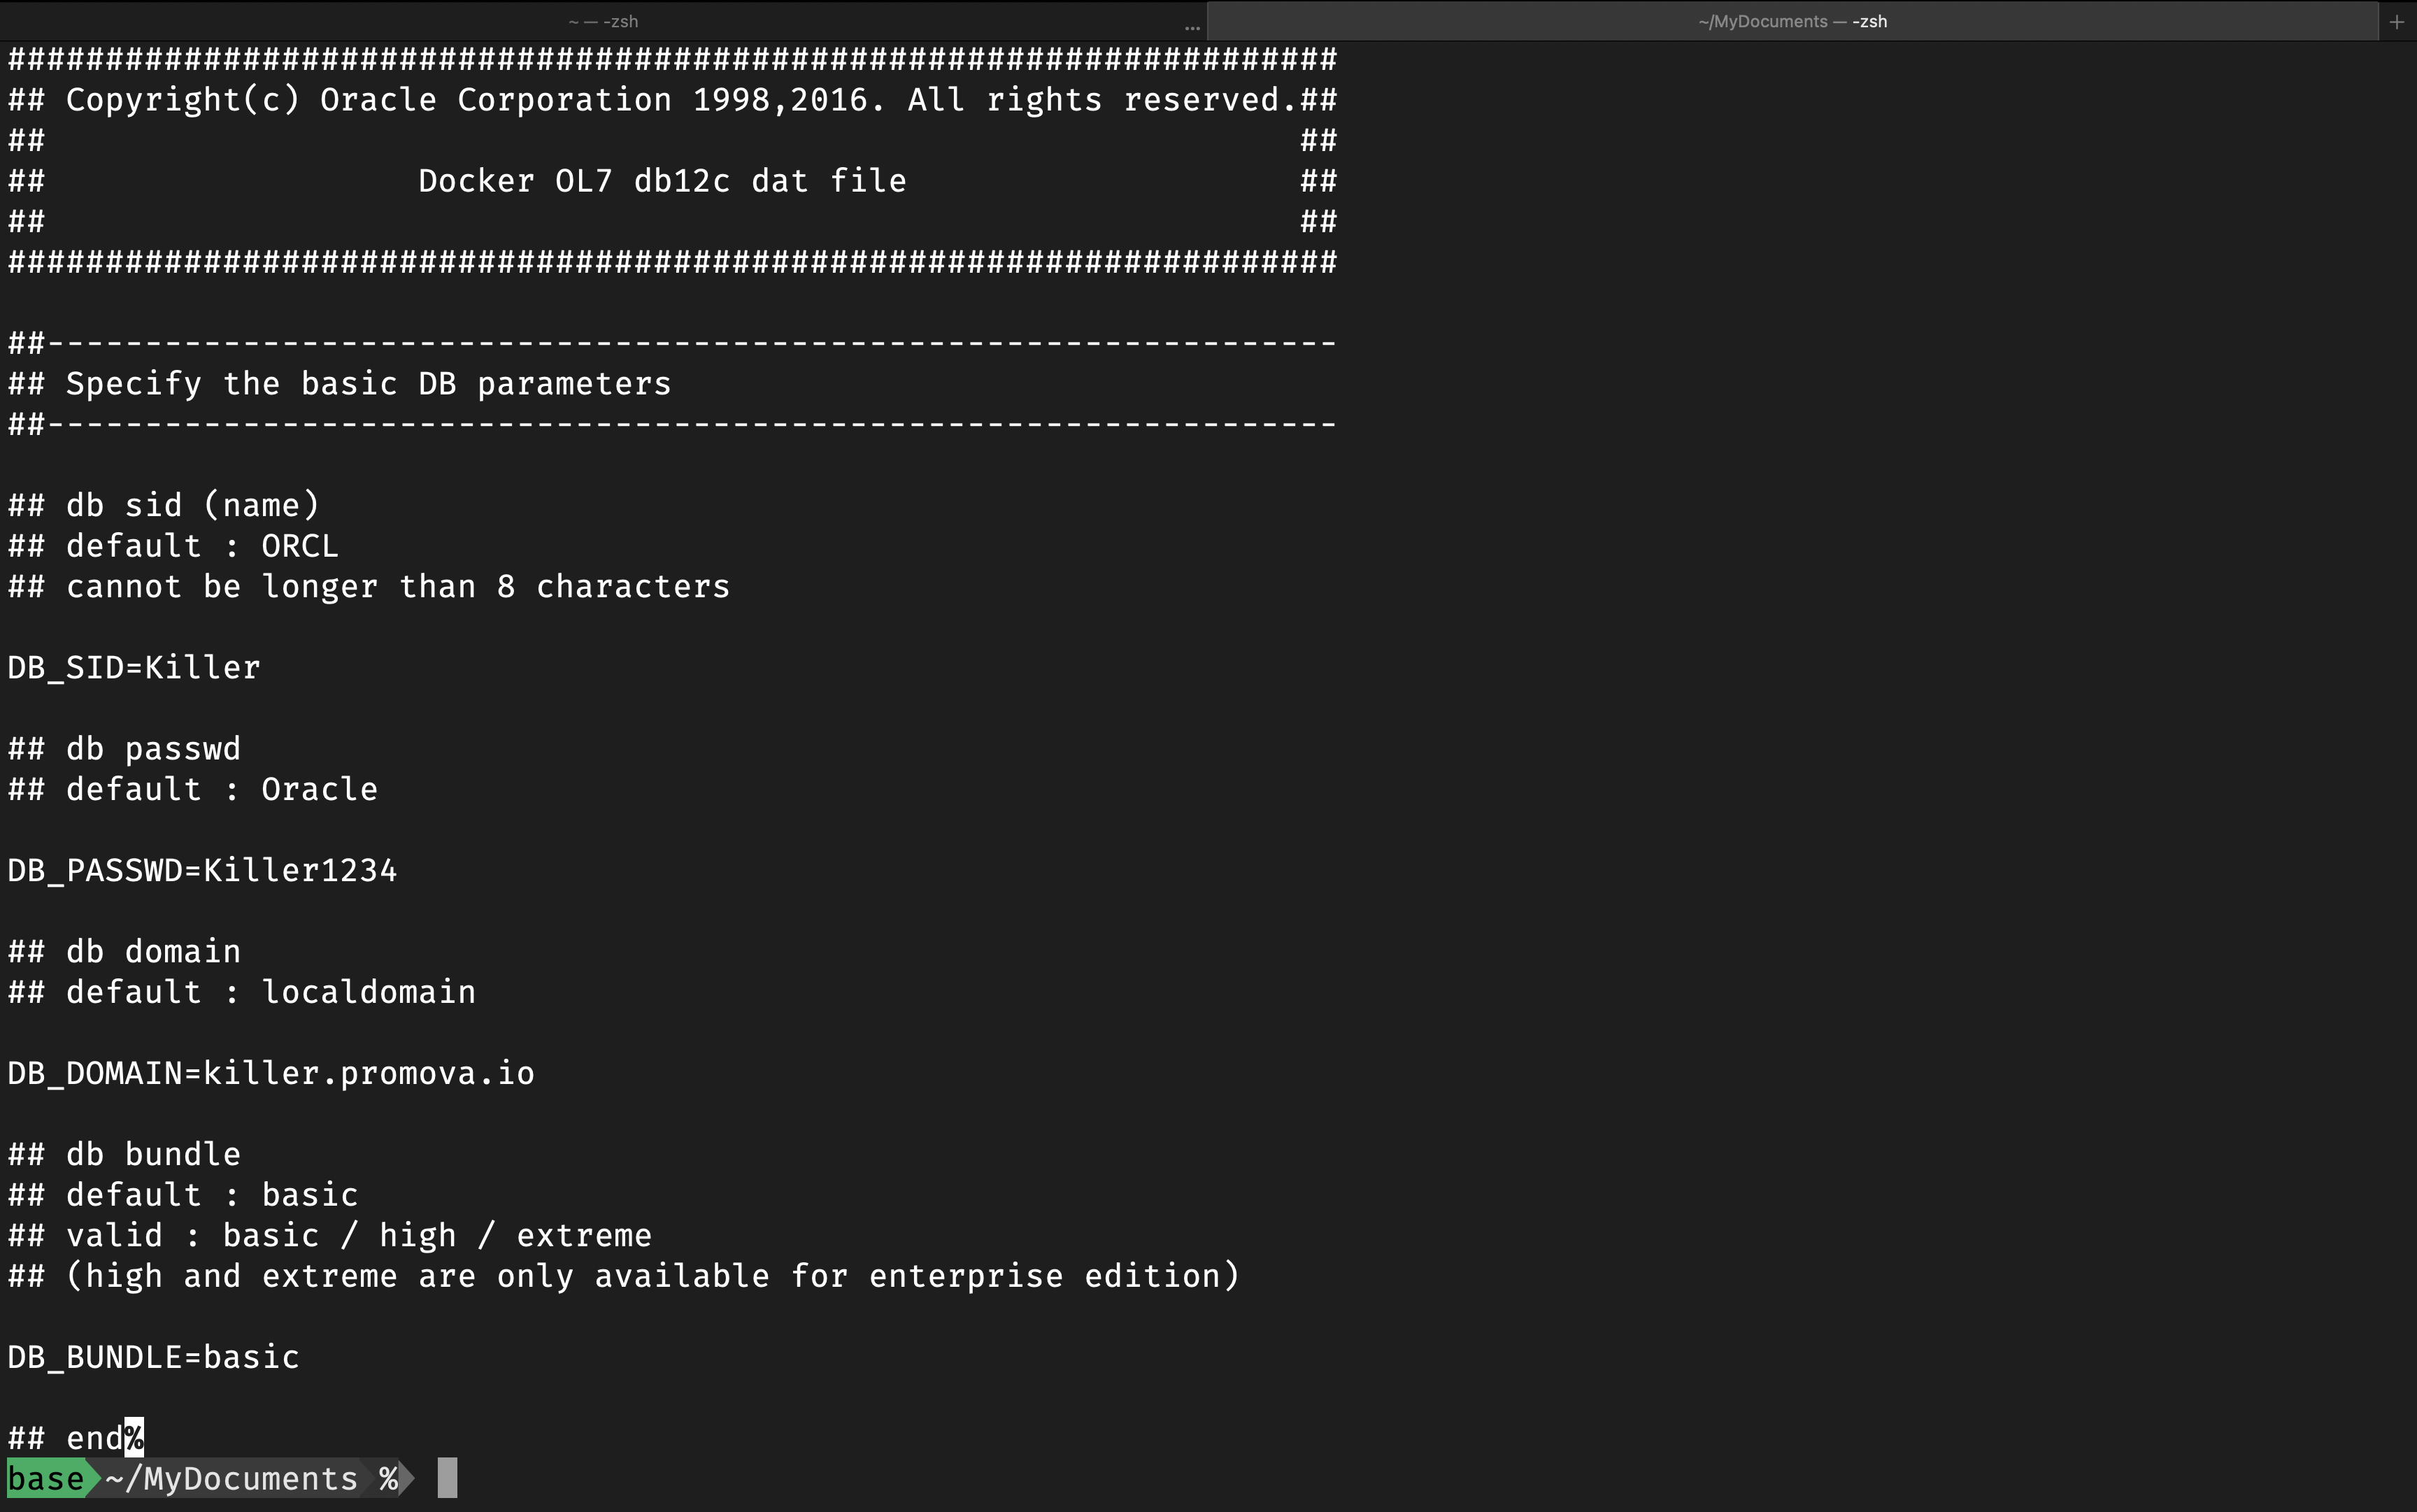 ~ — -zsh
...
~/MyDocuments — -zsh
+
####################################################################
## Copyright(c) Oracle Corporation 1998,2016. All rights reserved.##
##                                                                ##
##                   Docker OL7 db12c dat file                    ##
##                                                                ##
####################################################################
##------------------------------------------------------------------
## Specify the basic DB parameters
##------------------------------------------------------------------
## db sid (name)
## default : ORCL
## cannot be longer than 8 characters
DB_SID=Killer
## db passwd
## default : Oracle
DB_PASSWD=Killer1234
## db domain
## default : localdomain
DB_DOMAIN=killer.promova.io
## db bundle
## default : basic
## valid : basic / high / extreme
## (high and extreme are only available for enterprise edition)
DB_BUNDLE=basic
## end%
base ~/MyDocuments %